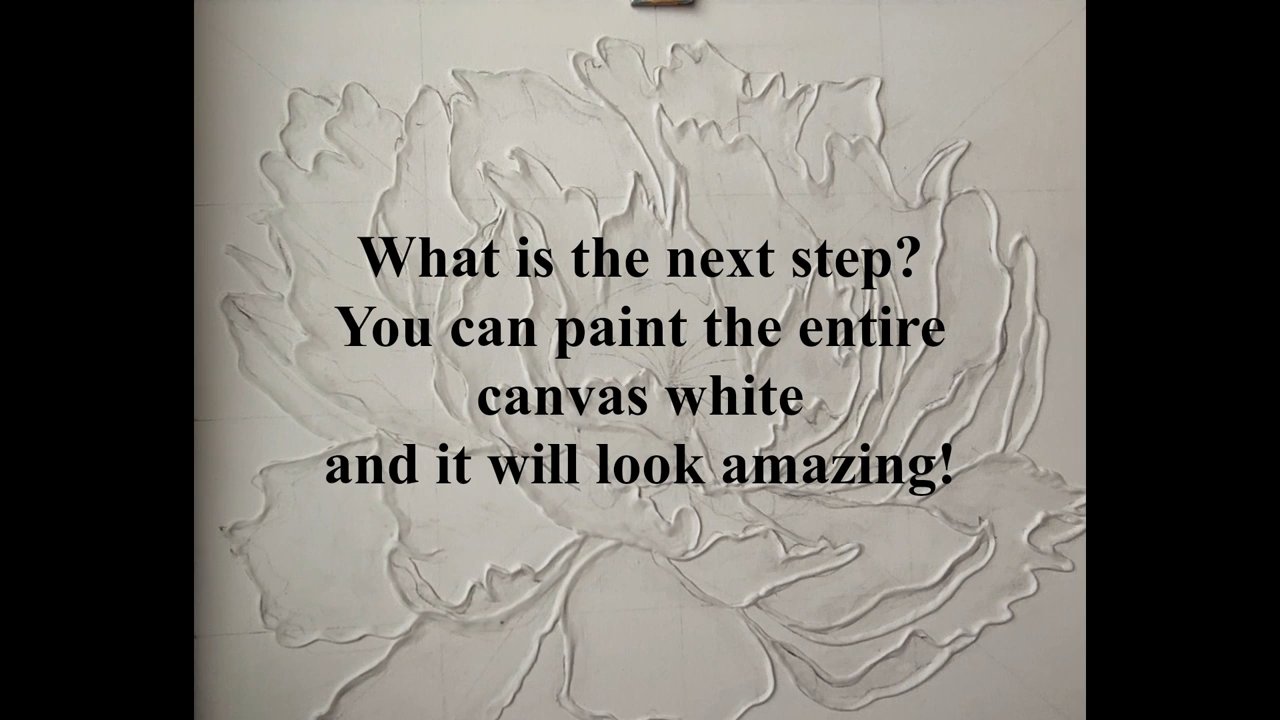 What is the next step?
You can paint the entire
canvas white
and it will look amazing!